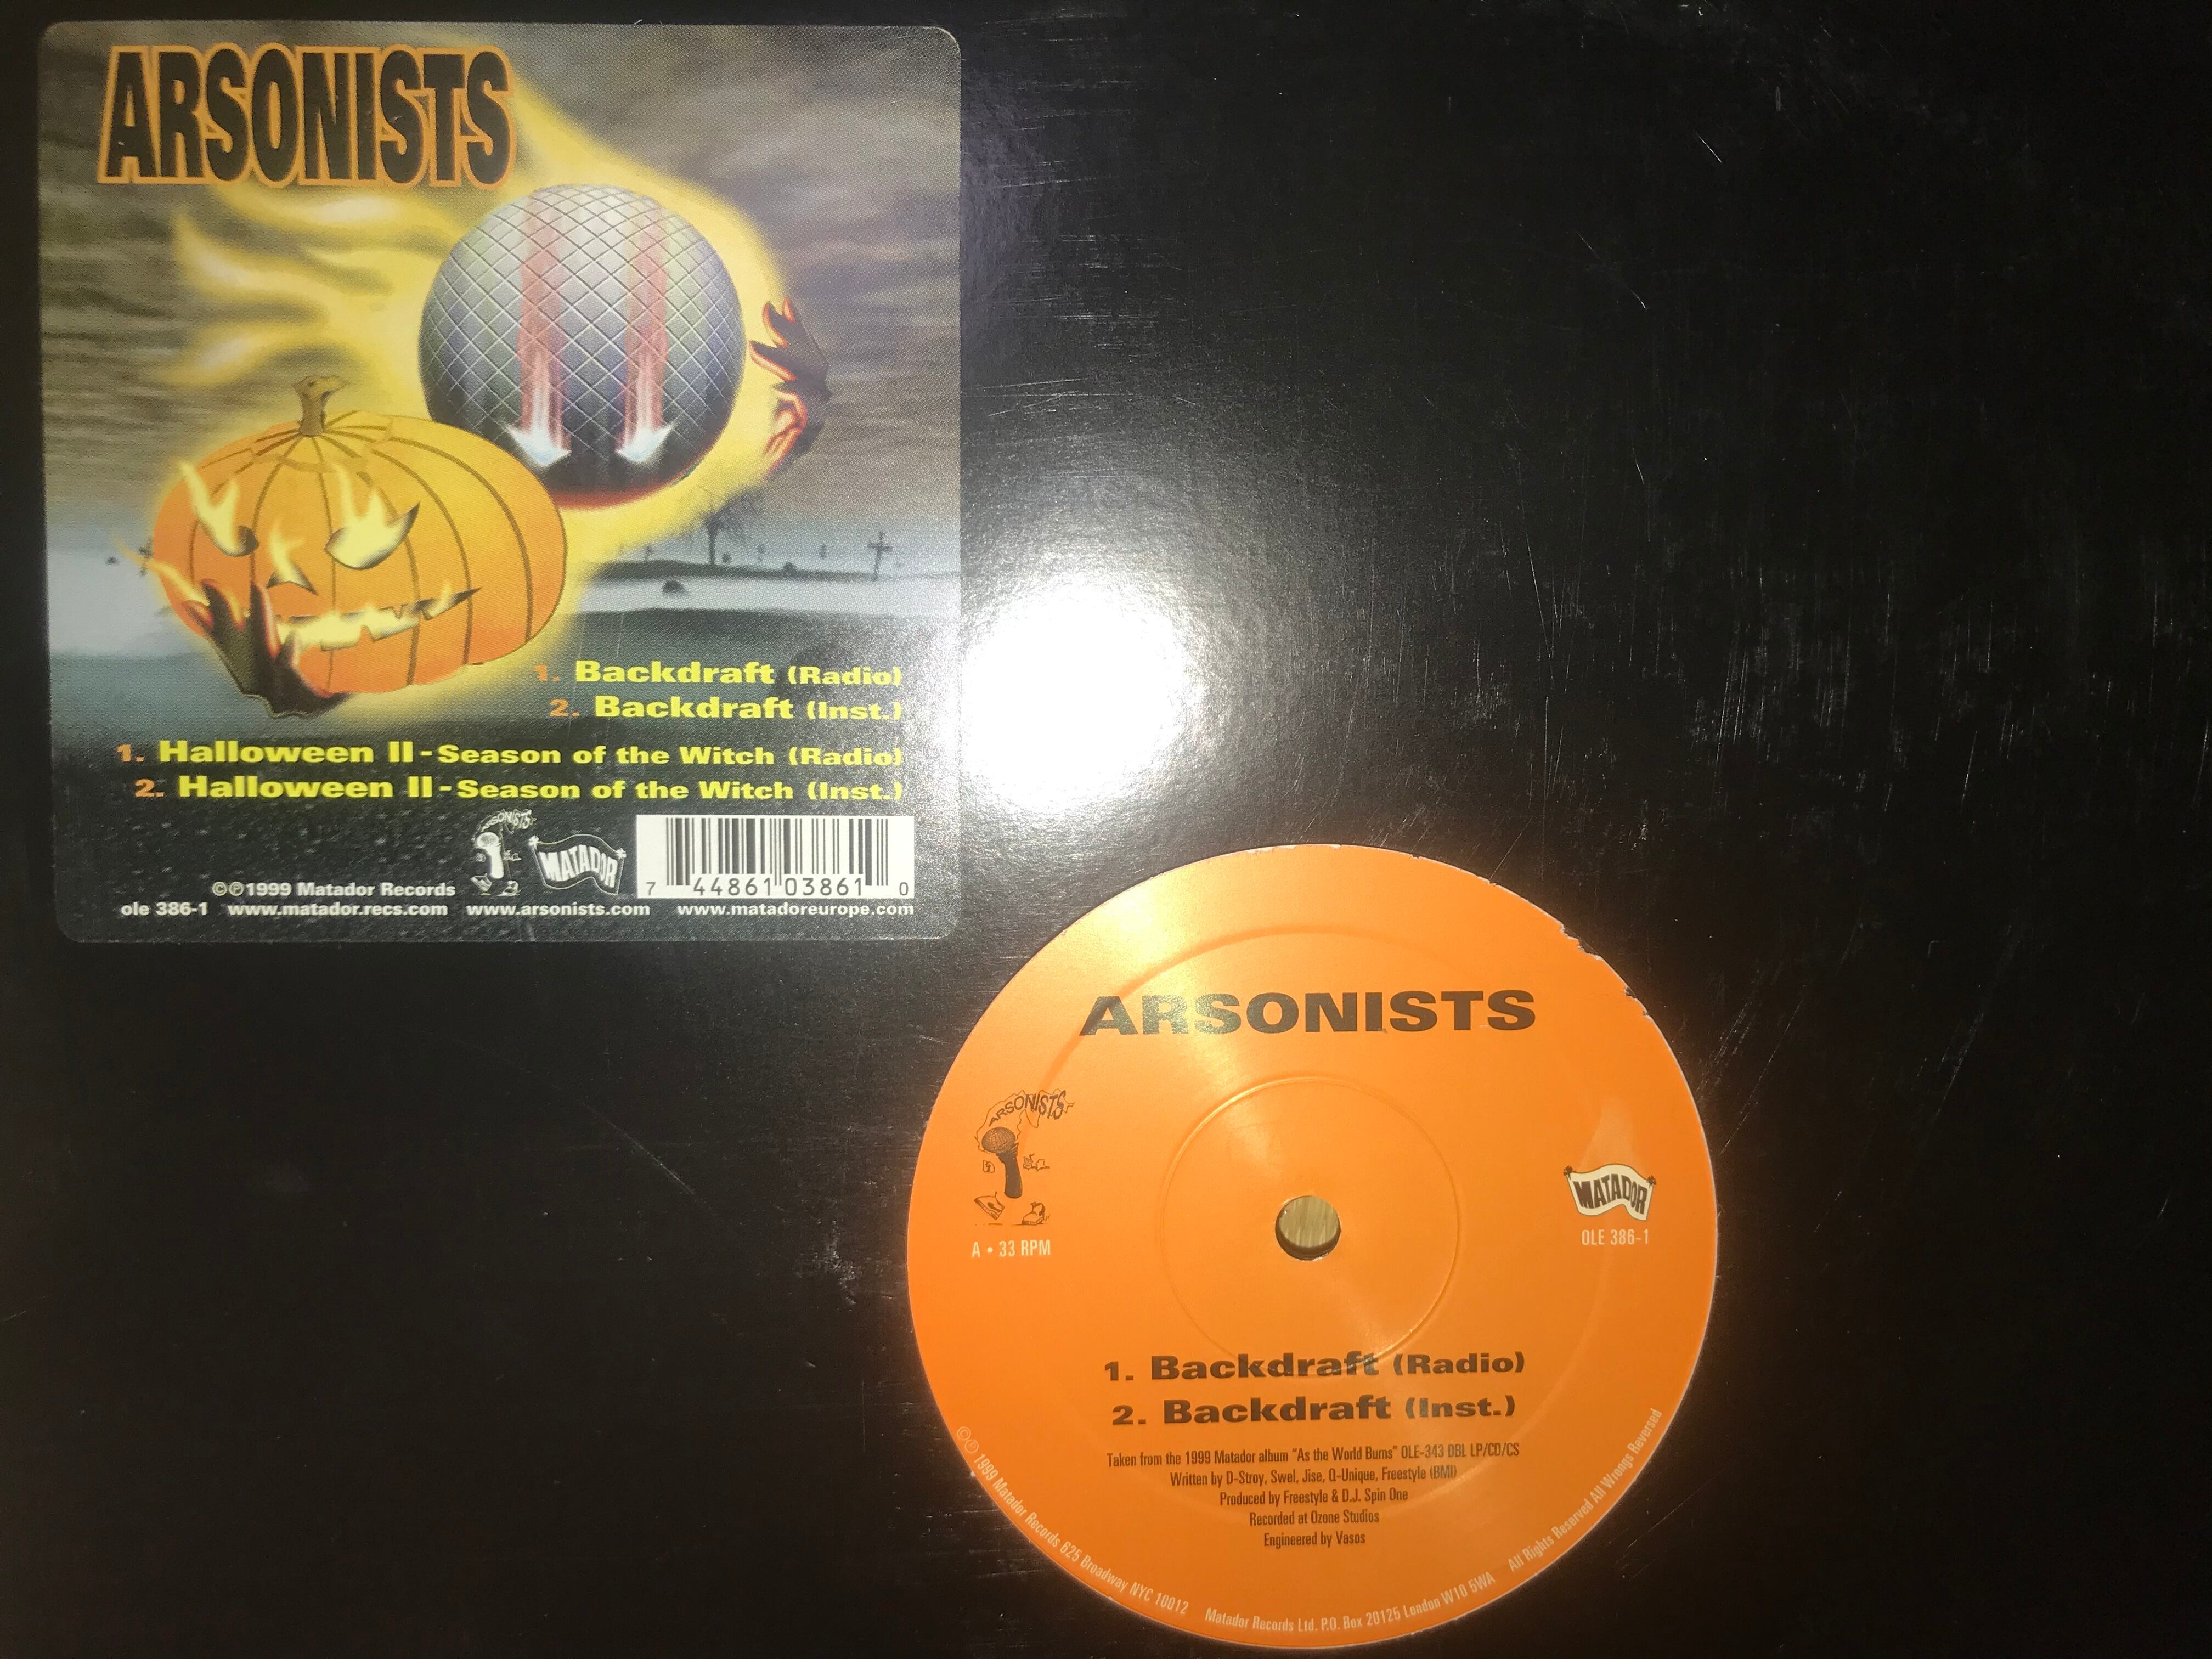 ARSONISTS
1. Backdraft (Radio)
2. Backdraft (Inst.)
1. Halloween II - Season of the Witch (Radio)
2. Halloween II - Season of the Witch (Inst.)
ARSONISTS
MATADOR
7 44861 03861 0
©℗1999 Matador Records
ole 386-1 www.matador.recs.com www.arsonists.com www.matadoreurope.com
ARSONISTS
ARSONISTS
MATADOR
A • 33 RPM
OLE 386-1
1. Backdraft (Radio)
2. Backdraft (Inst.)
Taken from the 1999 Matador album "As the World Burns" OLE-343 DBL LP/CD/CS
Written by D-Stroy, Swel, Jise, Q-Unique, Freestyle (BMI)
Produced by Freestyle & D.J. Spin One
Recorded at Ozone Studios
Engineered by Vasos
©℗ 1999 Matador Records 625 Broadway NYC 10012 Matador Records Ltd. P.O. Box 20125 London W10 5WA All Rights Reserved All Wrongs Reversed